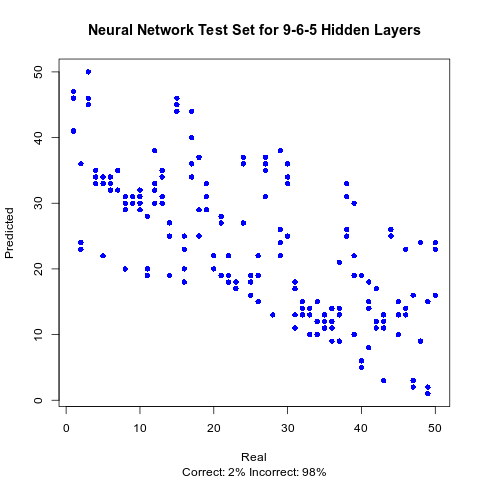 Neural Network Test Set for 9-6-5 Hidden Layers
50
40
30
20
10
0
Predicted
0 10 20 30 40 50
Real
Correct: 2% Incorrect: 98%